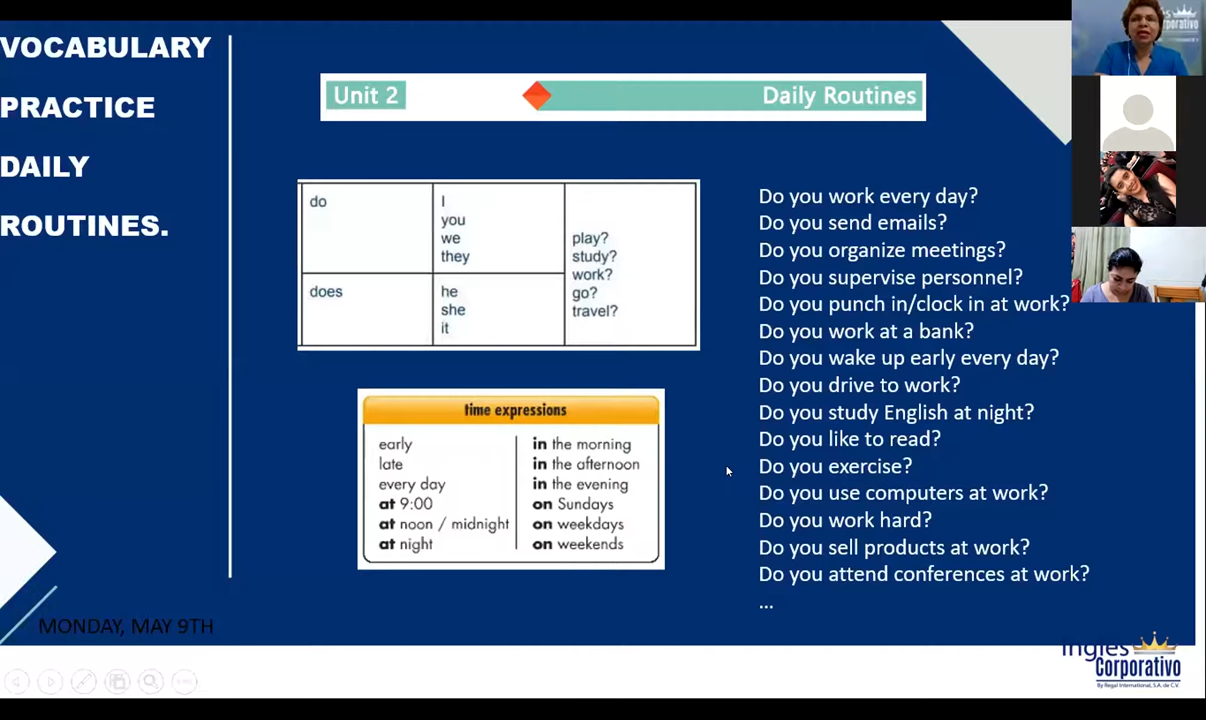 VOCABULARY
PRACTICE
DAILY
ROUTINES.
Unit 2
Daily Routines
do
I
you
we
they
does
he
she
it
play?
study?
work?
go?
travel?
time expressions
early
late
every day
at 9:00
at noon / midnight
at night
in the morning
in the afternoon
in the evening
on Sundays
on weekdays
on weekends
Do you work every day?
Do you send emails?
Do you organize meetings?
Do you supervise personnel?
Do you punch in/clock in at work?
Do you work at a bank?
Do you wake up early every day?
Do you drive to work?
Do you study English at night?
Do you like to read?
Do you exercise?
Do you use computers at work?
Do you work hard?
Do you sell products at work?
Do you attend conferences at work?
...
MONDAY, MAY 9TH
Ingles
Corporativo
By Regal International, S.A. de C.V.